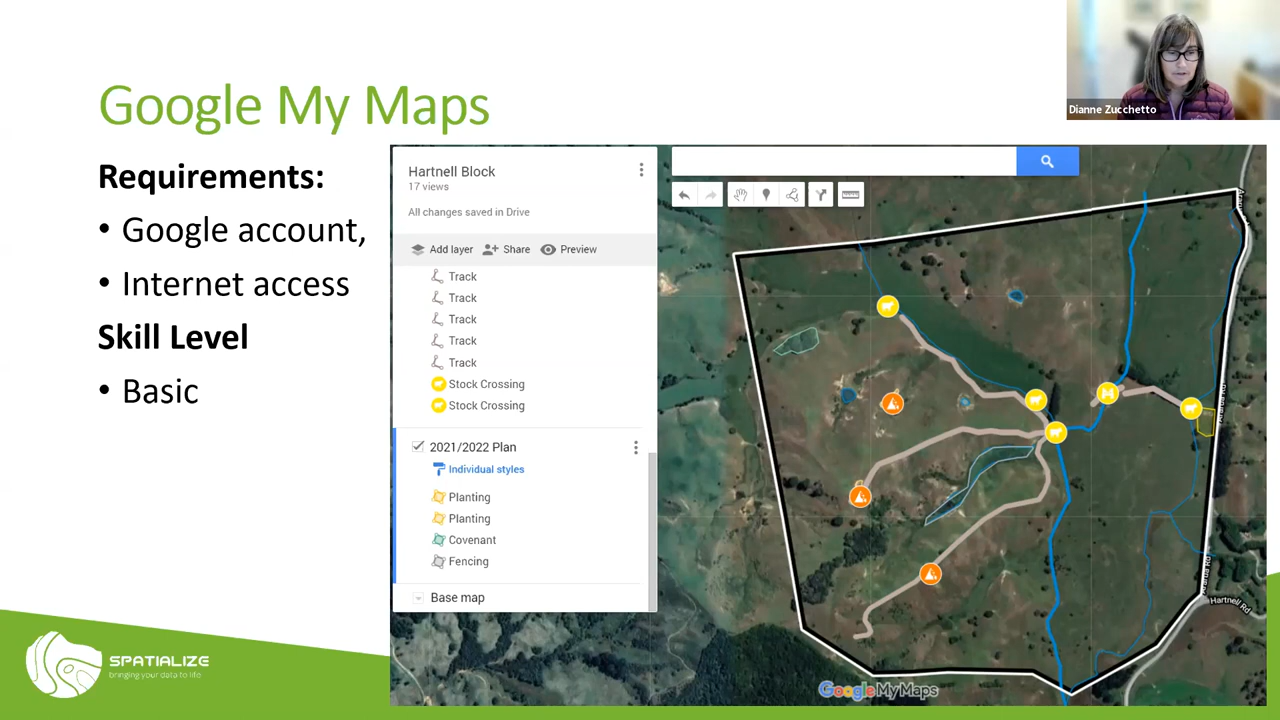 Google My Maps
Dianne Zucchetto
Requirements:
• Google account,
• Internet access
Skill Level
• Basic
Hartnell Block
17 views
All changes saved in Drive
Add layer
Share
Preview
Track
Track
Track
Track
Track
Stock Crossing
Stock Crossing
2021/2022 Plan
Individual styles
Planting
Planting
Covenant
Fencing
Base map
Hartnell Rd
Google My Maps
SPATIALIZE
bringing your data to life